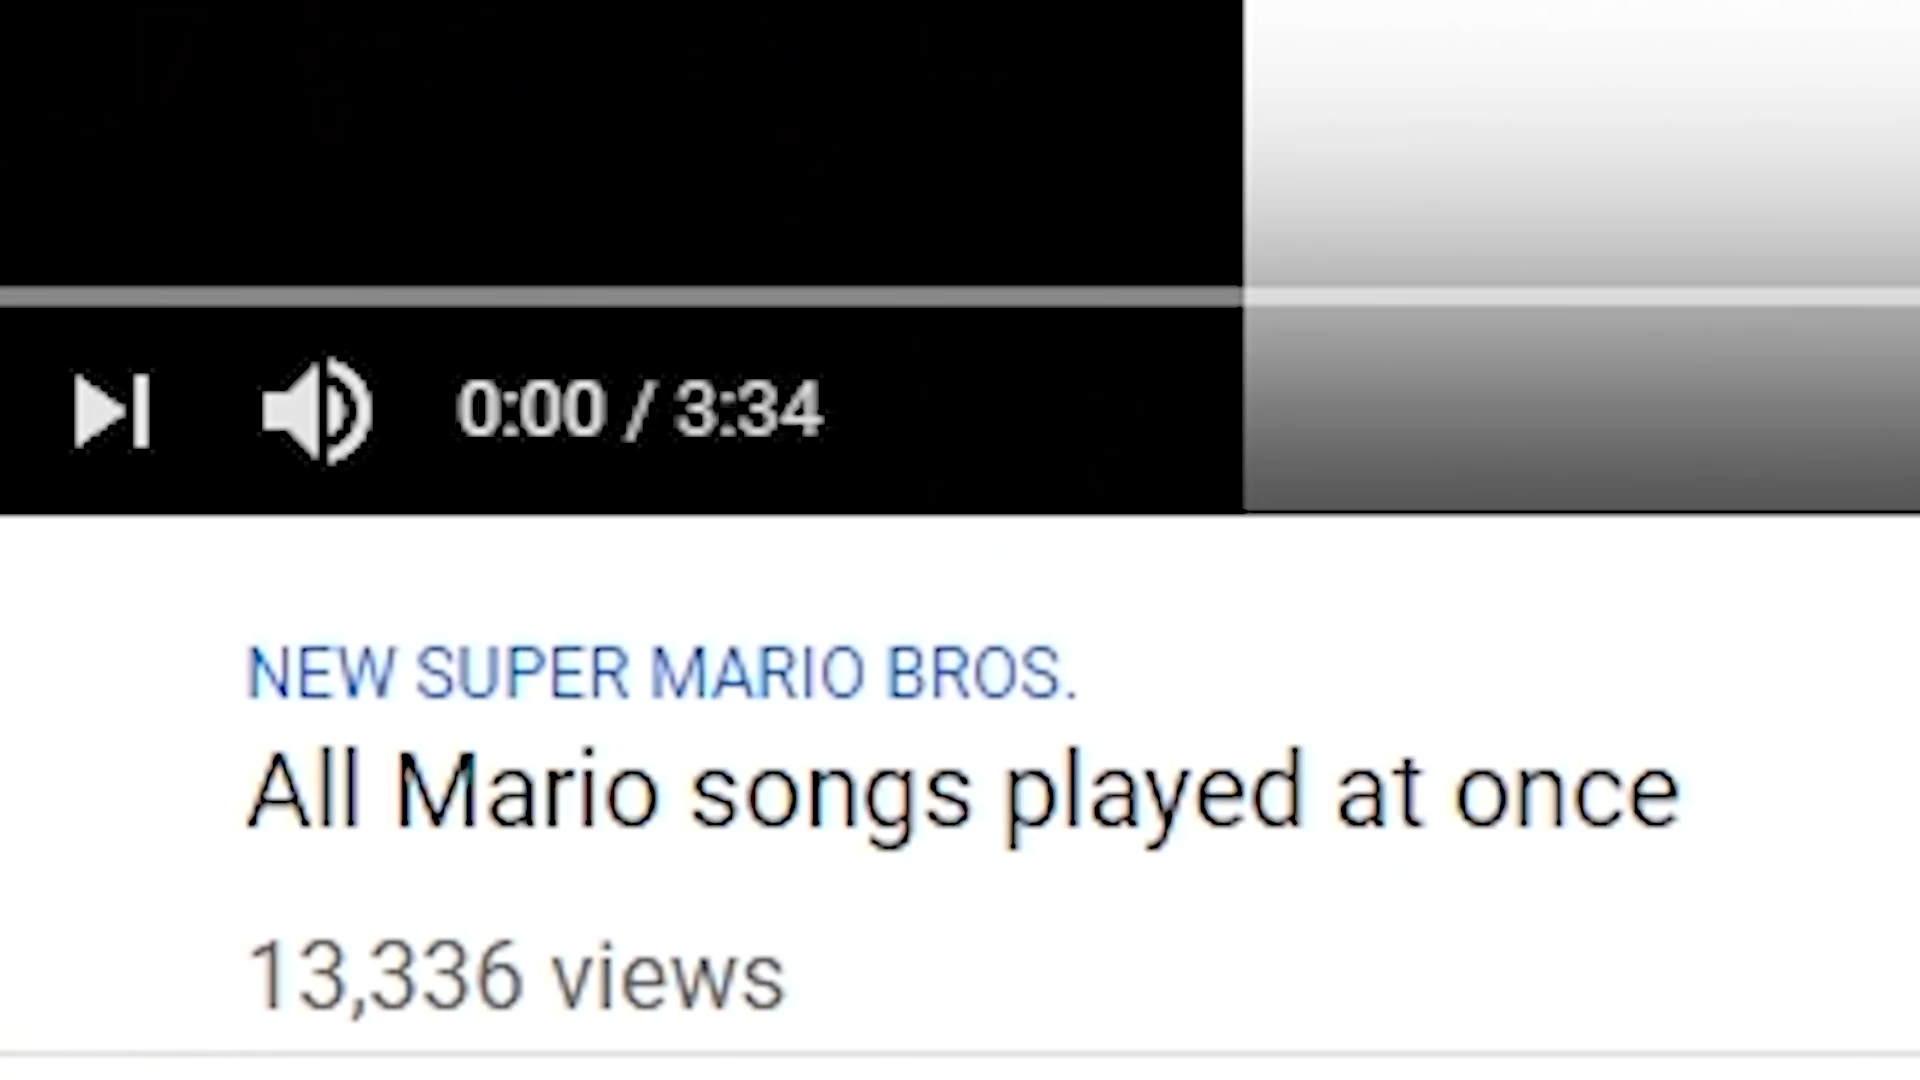 0:00 / 3:34
NEW SUPER MARIO BROS.
All Mario songs played at once
13,336 views